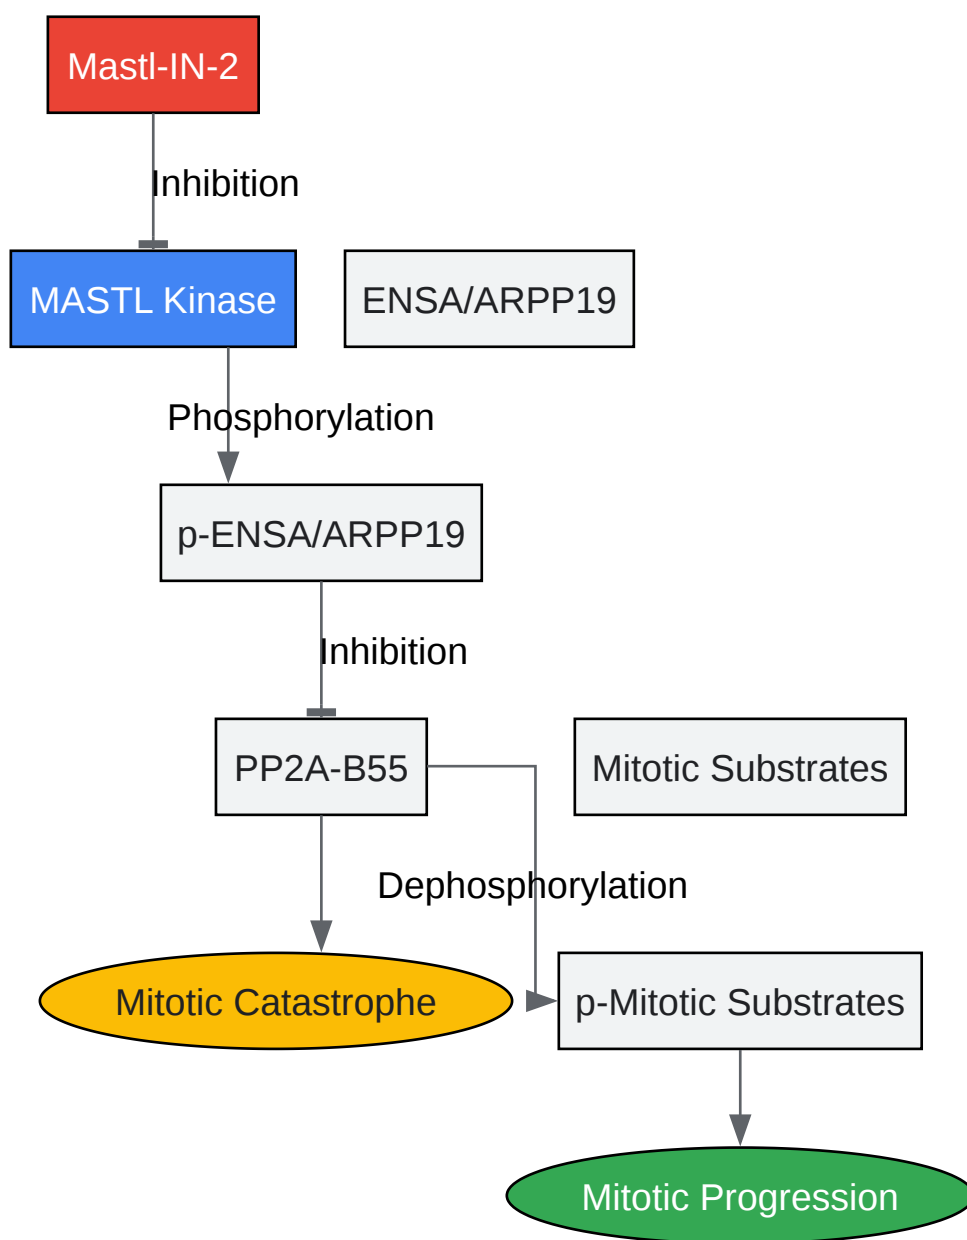 Mastl-IN-2
Inhibition
MASTL Kinase
ENSA/ARPP19
Phosphorylation
p-ENSA/ARPP19
Inhibition
PP2A-B55
Mitotic Substrates
Dephosphorylation
Mitotic Catastrophe
p-Mitotic Substrates
Mitotic Progression